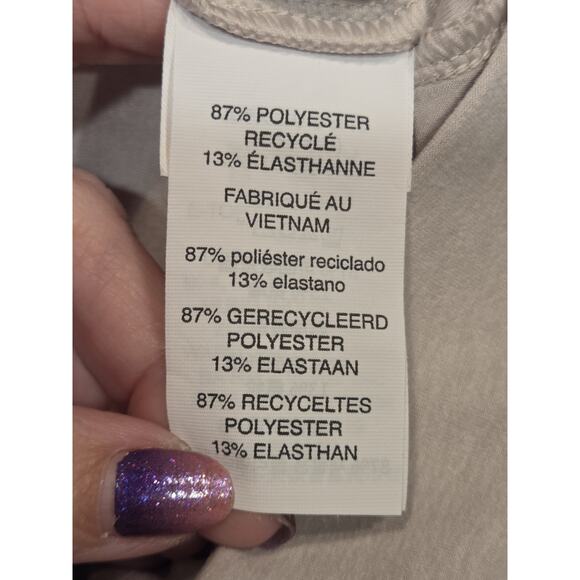 87% POLYESTER
RECYCLÉ
13% ÉLASTHANNE
FABRIQUÉ AU
VIETNAM
87% poliéster reciclado
13% elastano
87% GERECYCLEERD
POLYESTER
13% ELASTAAN
87% RECYCELTES
POLYESTER
13% ELASTHAN